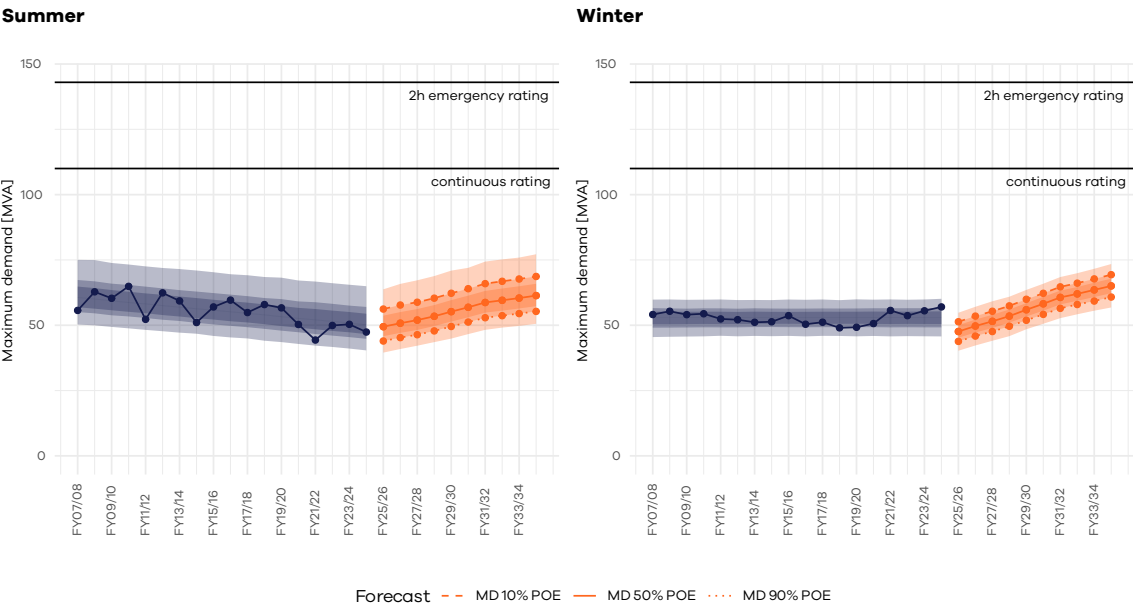 Summer
Maximum demand [MVA]
150
100
50
0
2h emergency rating
continuous rating
FY07/08
FY09/10
FY11/12
FY13/14
FY15/16
FY17/18
FY19/20
FY21/22
FY23/24
FY25/26
FY27/28
FY29/30
FY31/32
FY33/34
Winter
Maximum demand [MVA]
150
100
50
0
2h emergency rating
continuous rating
FY07/08
FY09/10
FY11/12
FY13/14
FY15/16
FY17/18
FY19/20
FY21/22
FY23/24
FY25/26
FY27/28
FY29/30
FY31/32
FY33/34
Forecast MD 10% POE MD 50% POE MD 90% POE